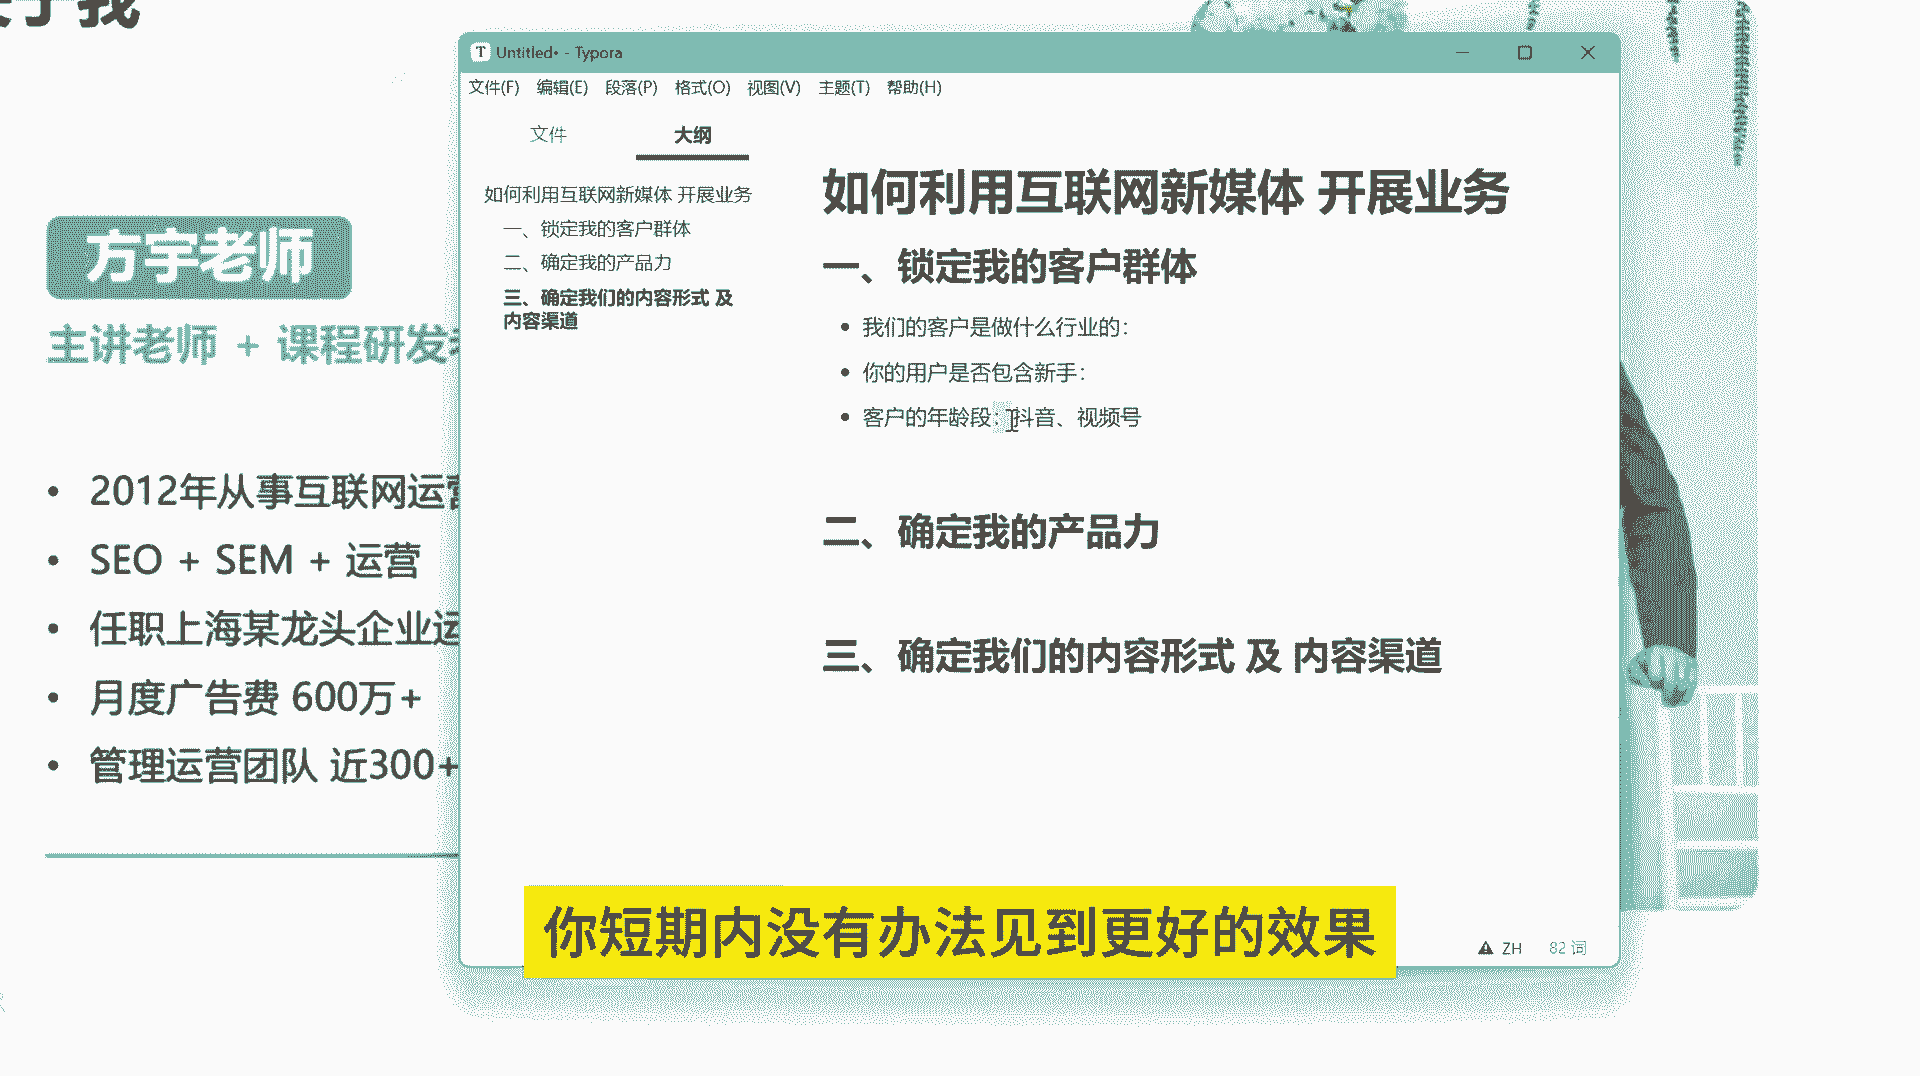 于我
方宇老师
主讲老师 + 课程研发
• 2012年从事互联网运营
• SEO + SEM + 运营
• 任职上海某龙头企业运
• 月度广告费 600万+
• 管理运营团队 近300+
T Untitled• - Typora
文件(F) 编辑(E) 段落(P) 格式(O) 视图(V) 主题(T) 帮助(H)
文件 大纲
如何利用互联网新媒体 开展业务
一、锁定我的客户群体
二、确定我的产品力
三、确定我们的内容形式 及
内容渠道
如何利用互联网新媒体 开展业务
一、锁定我的客户群体
• 我们的客户是做什么行业的：
• 你的用户是否包含新手：
• 客户的年龄段：抖音、视频号
二、确定我的产品力
三、确定我们的内容形式 及 内容渠道
ZH 82 词
你短期内没有办法见到更好的效果